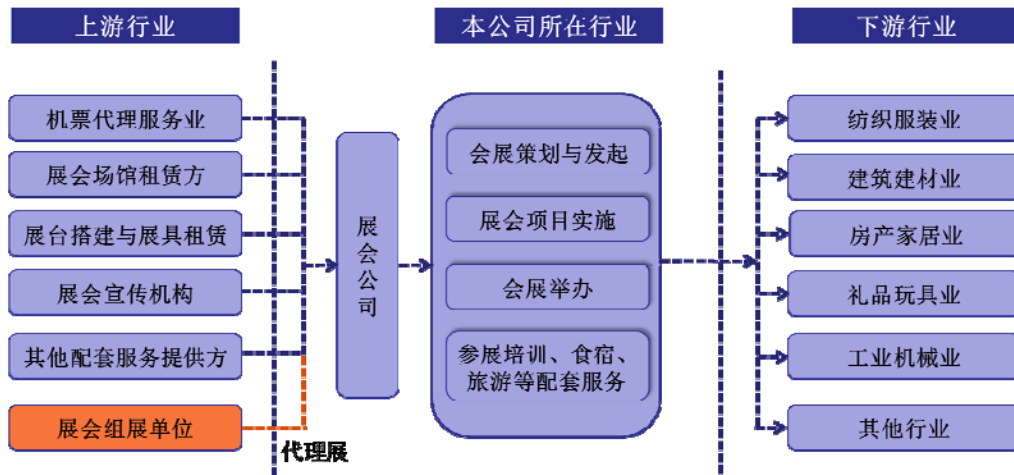 上游行业
本公司所在行业
下游行业
机票代理服务业
展会场馆租赁方
展台搭建与展具租赁
展会宣传机构
其他配套服务提供方
展会组展单位
代理展
展会公司
会展策划与发起
展会项目实施
会展举办
参展培训、食宿、
旅游等配套服务
纺织服装业
建筑建材业
房产家居业
礼品玩具业
工业机械业
其他行业